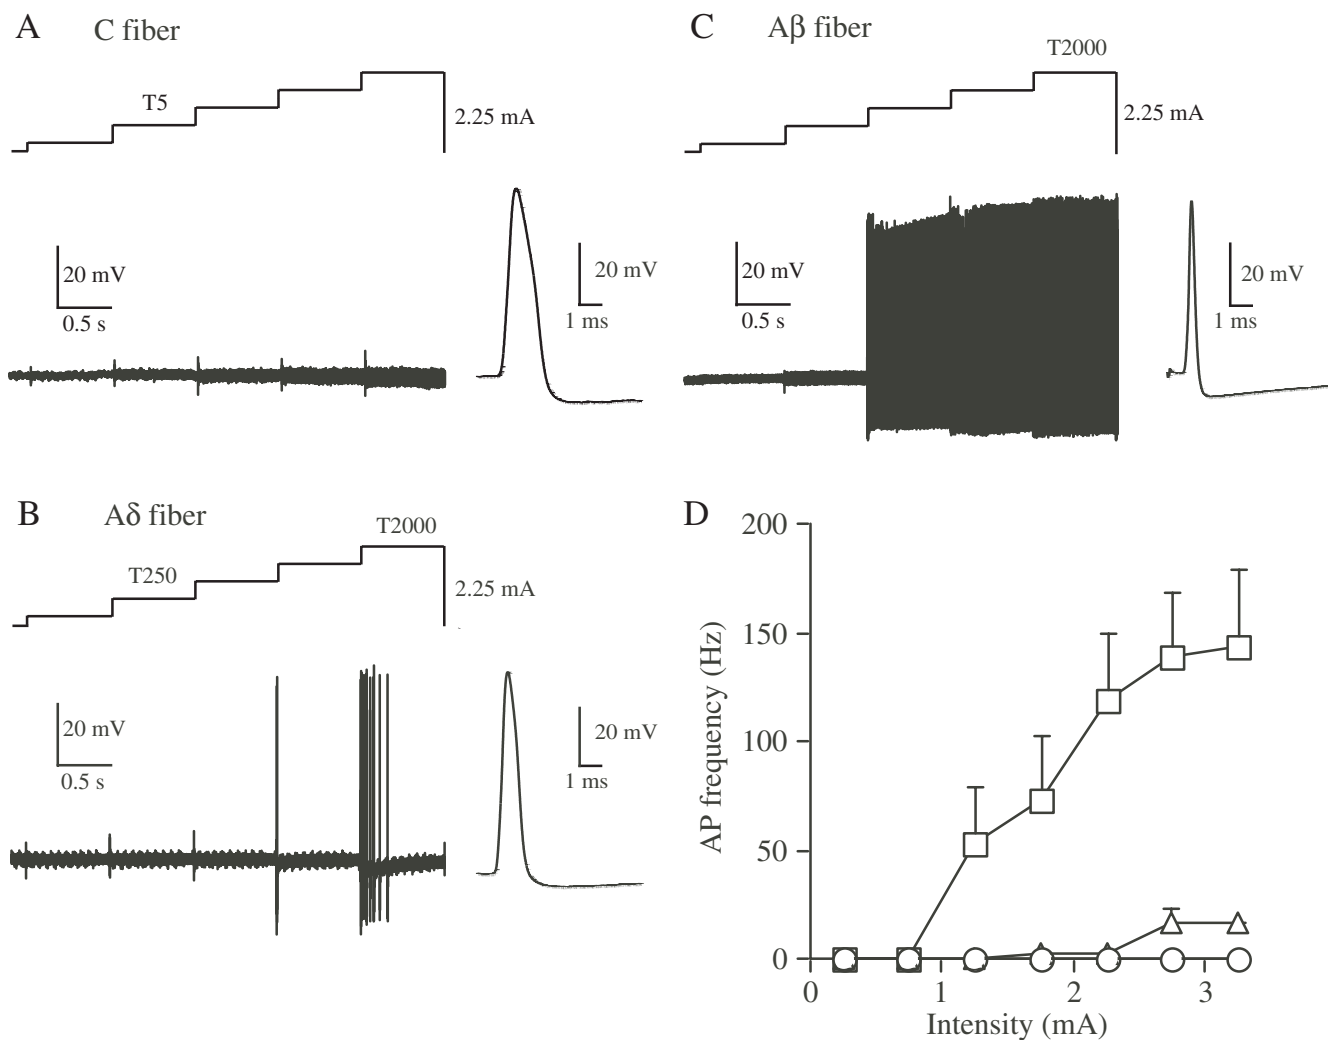 A C fiber
T5
2.25 mA
20 mV
0.5 s
20 mV
1 ms
C Aβ fiber
T2000
2.25 mA
20 mV
0.5 s
20 mV
1 ms
B Aδ fiber
T2000
T250
2.25 mA
20 mV
0.5 s
20 mV
1 ms
D
200
150
100
50
0
AP frequency (Hz)
0 1 2 3
Intensity (mA)